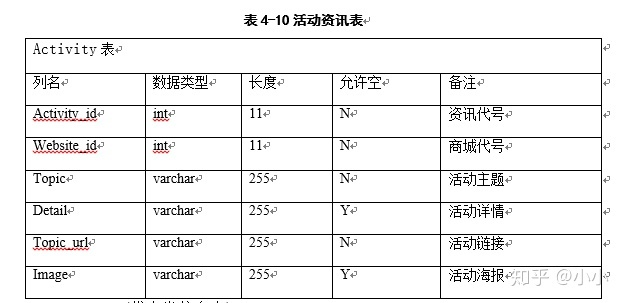 表 4-10 活动资讯表
Activity 表
列名 数据类型 长度 允许空 备注
Activity_id int 11 N 资讯代号
Website_id int 11 N 商城代号
Topic varchar 255 N 活动主题
Detail varchar 255 Y 活动详情
Topic_url varchar 255 N 活动链接
Image varchar 255 Y 活动海报
知乎 @小小